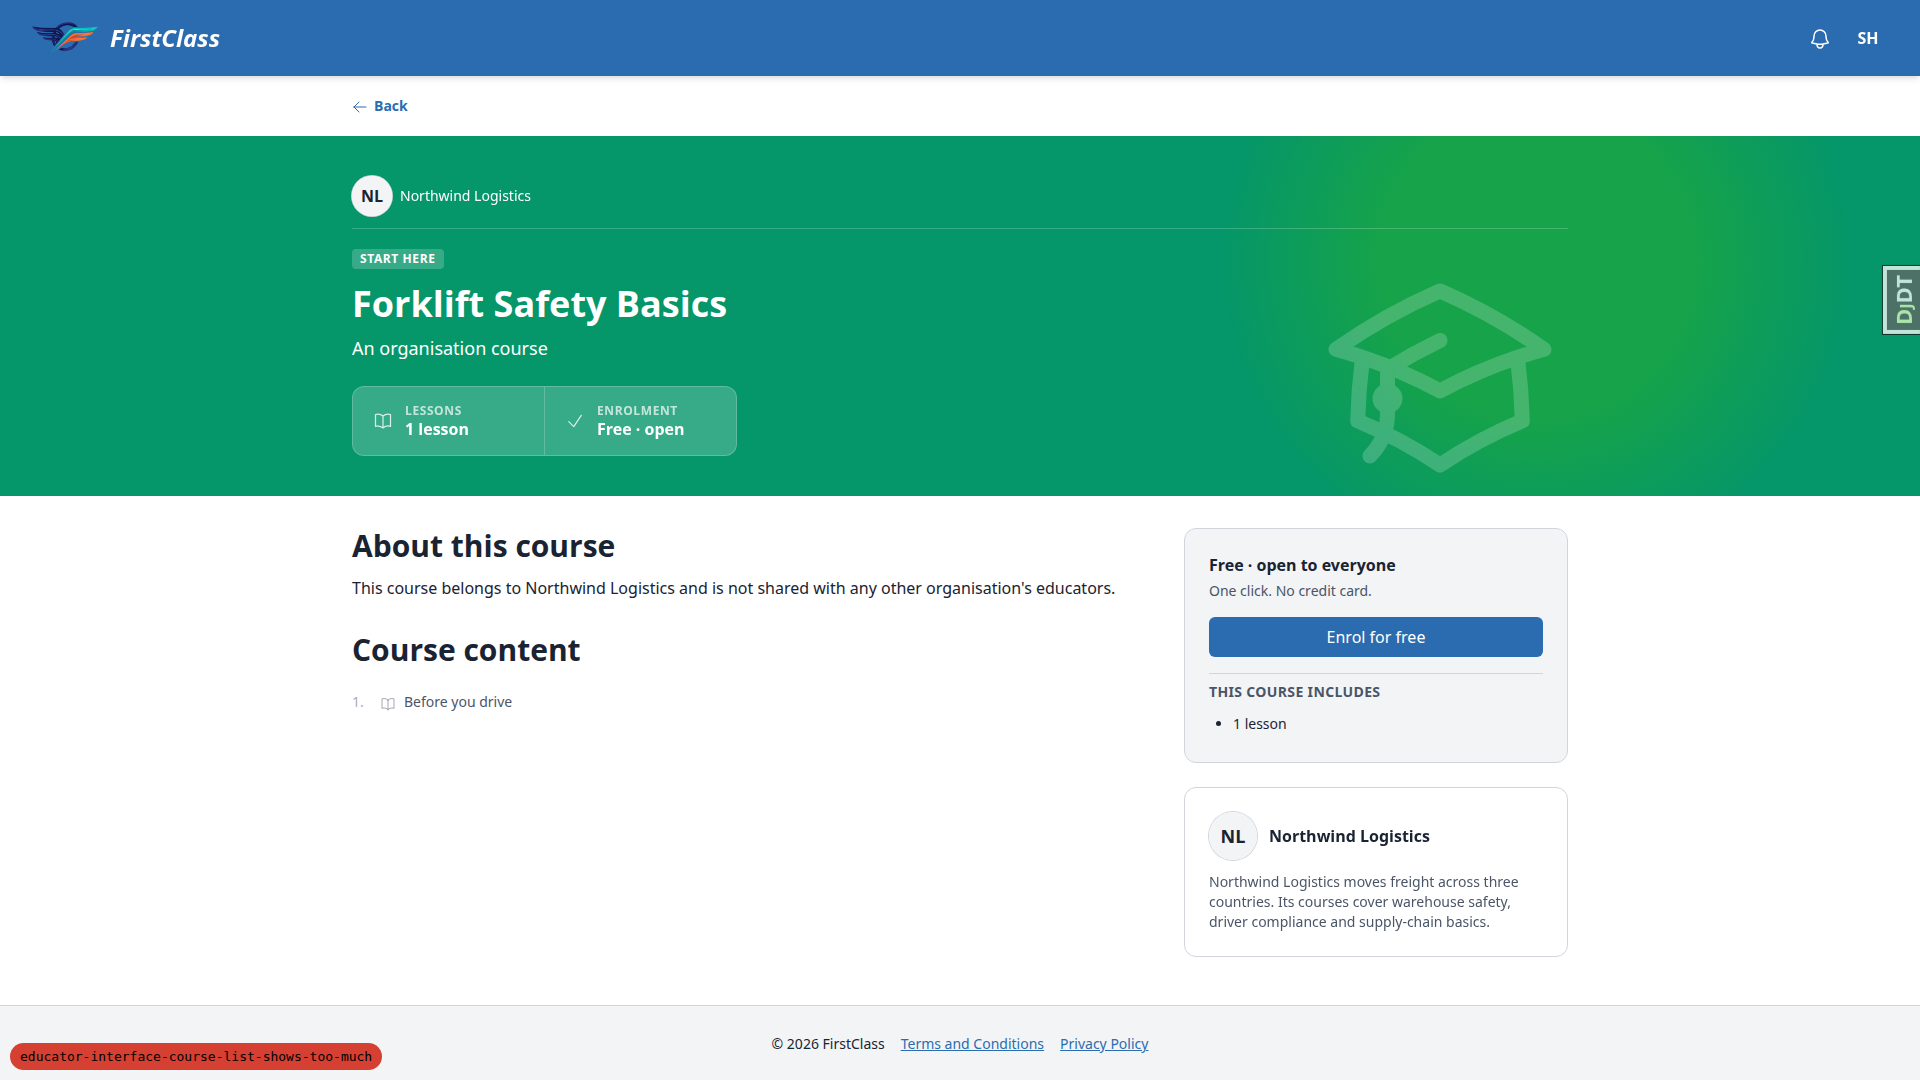 FirstClass
SH
Back
NL Northwind Logistics
START HERE
Forklift Safety Basics
An organisation course
LESSONS
1 lesson
ENROLMENT
Free · open
DJDT
About this course
This course belongs to Northwind Logistics and is not shared with any other organisation's educators.
Course content
1. Before you drive
Free · open to everyone
One click. No credit card.
Enrol for free
THIS COURSE INCLUDES
• 1 lesson
NL Northwind Logistics
Northwind Logistics moves freight across three
countries. Its courses cover warehouse safety,
driver compliance and supply-chain basics.
© 2026 FirstClass Terms and Conditions Privacy Policy
educator-interface-course-list-shows-too-much